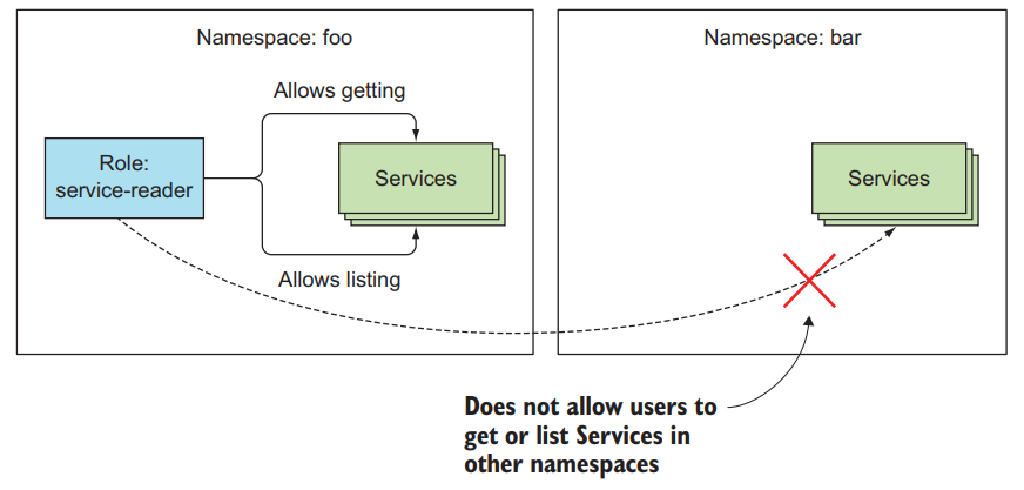 Namespace: foo
Namespace: bar
Allows getting
Role:
service-reader
Services
Services
Allows listing
Does not allow users to
get or list Services in
other namespaces